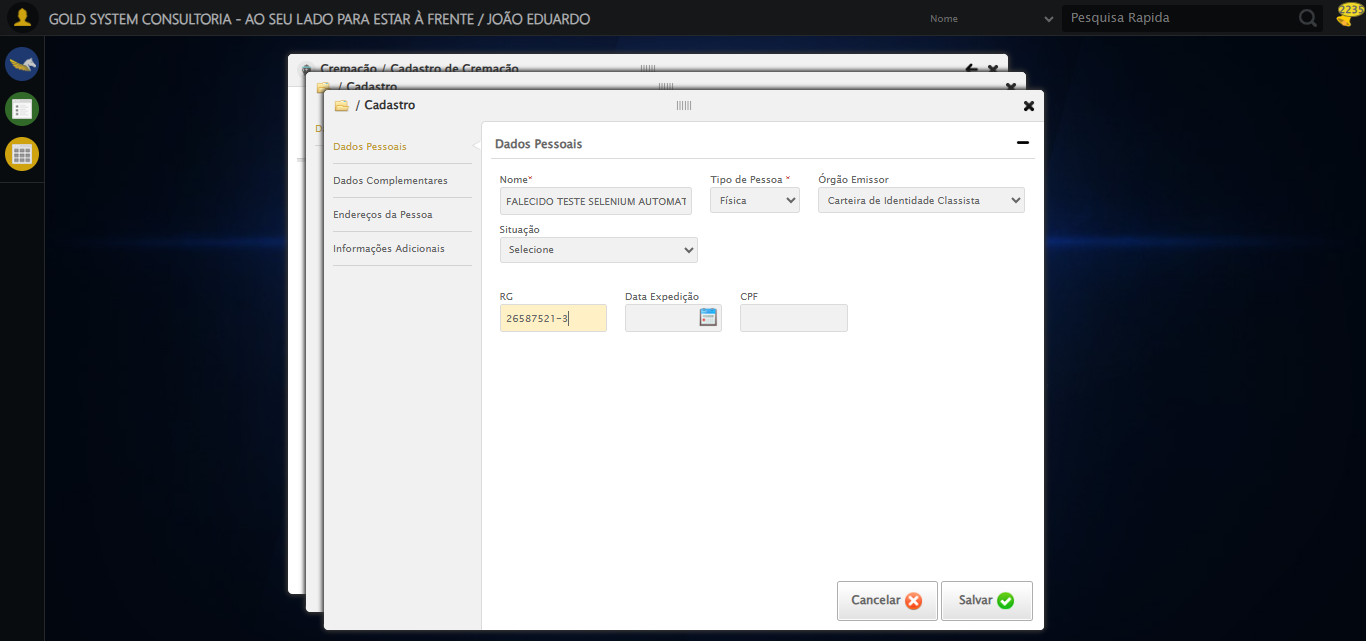 GOLD SYSTEM CONSULTORIA - AO SEU LADO PARA ESTAR À FRENTE / JOÃO EDUARDO
Nome
Pesquisa Rapida
2235
Cremação / Cadastro de Cremação
/ Cadastro
/ Cadastro
D
Dados Pessoais
Dados Complementares
Endereços da Pessoa
Informações Adicionais
Dados Pessoais
Nome*
Tipo de Pessoa *
Órgão Emissor
FALECIDO TESTE SELENIUM AUTOMAT
Física
Carteira de Identidade Classista
Situação
Selecione
RG
Data Expedição
CPF
26587521-3
Cancelar
Salvar